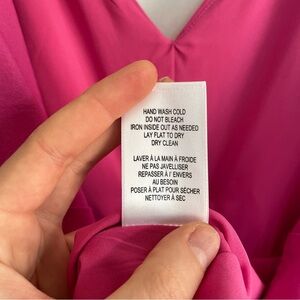 HAND WASH COLD
DO NOT BLEACH
IRON INSIDE OUT AS NEEDED
LAY FLAT TO DRY
DRY CLEAN
LAVER À LA MAIN À FROIDE
NE PAS JAVELLISER
REPASSER À l' ENVERS
AU BESOIN
POSER À PLAT POUR SÉCHER
NETTOYER À SEC